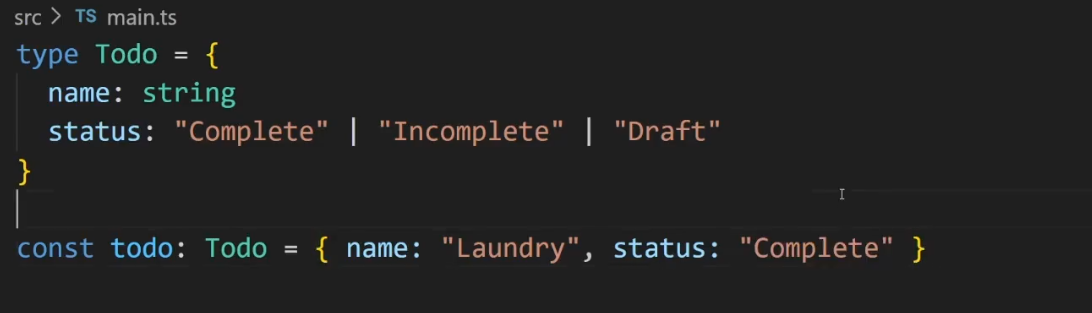 src > TS main.ts
type Todo = {
  name: string
  status: "Complete" | "Incomplete" | "Draft"
}
const todo: Todo = { name: "Laundry", status: "Complete" }